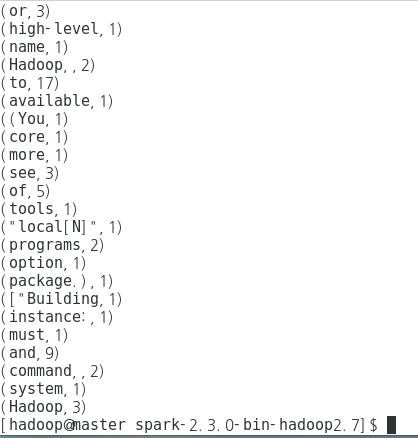 (or,3)
(high-level,1)
(name,1)
(Hadoop,,2)
(to,17)
(available,1)
((You,1)
(core,1)
(more,1)
(see,3)
(of,5)
(tools,1)
("local[N]",1)
(programs,2)
(option,1)
(package.),1)
(["Building,1)
(instance:,1)
(must,1)
(and,9)
(command,,2)
(system,1)
(Hadoop,3)
[hadoop@master spark-2.3.0-bin-hadoop2.7]$